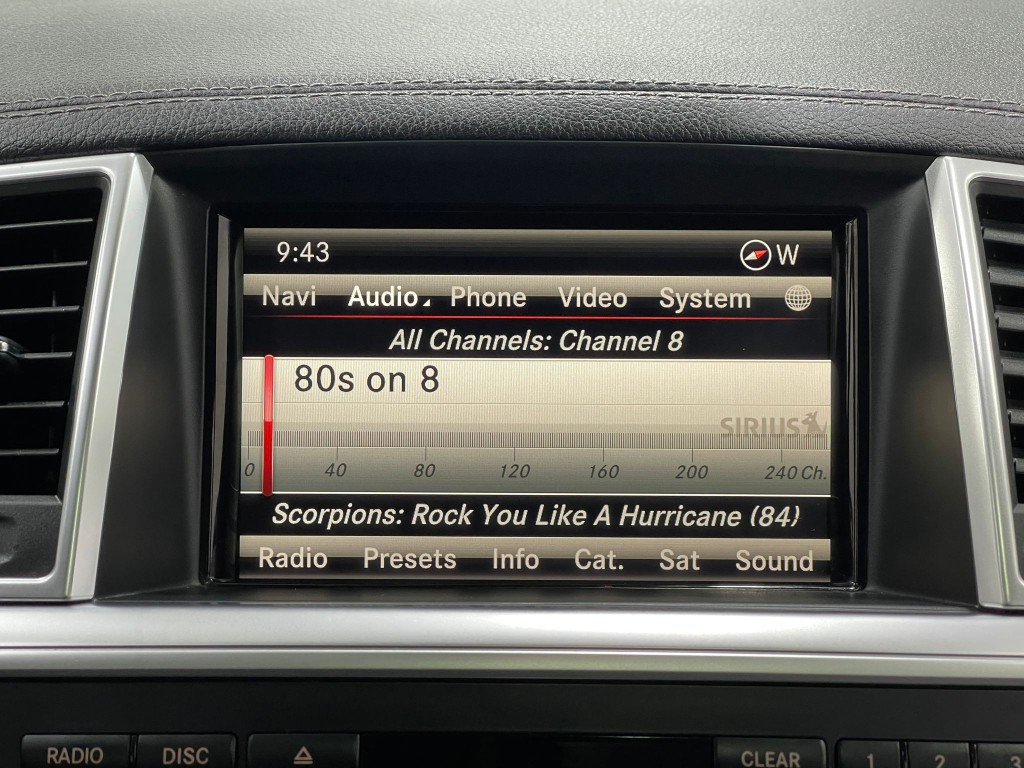 9:43 W
Navi Audio Phone Video System
All Channels: Channel 8
80s on 8
SIRIUS
0 40 80 120 160 200 240 Ch.
Scorpions: Rock You Like A Hurricane (84)
Radio Presets Info Cat. Sat Sound
RADIO DISC CLEAR 1 2 3